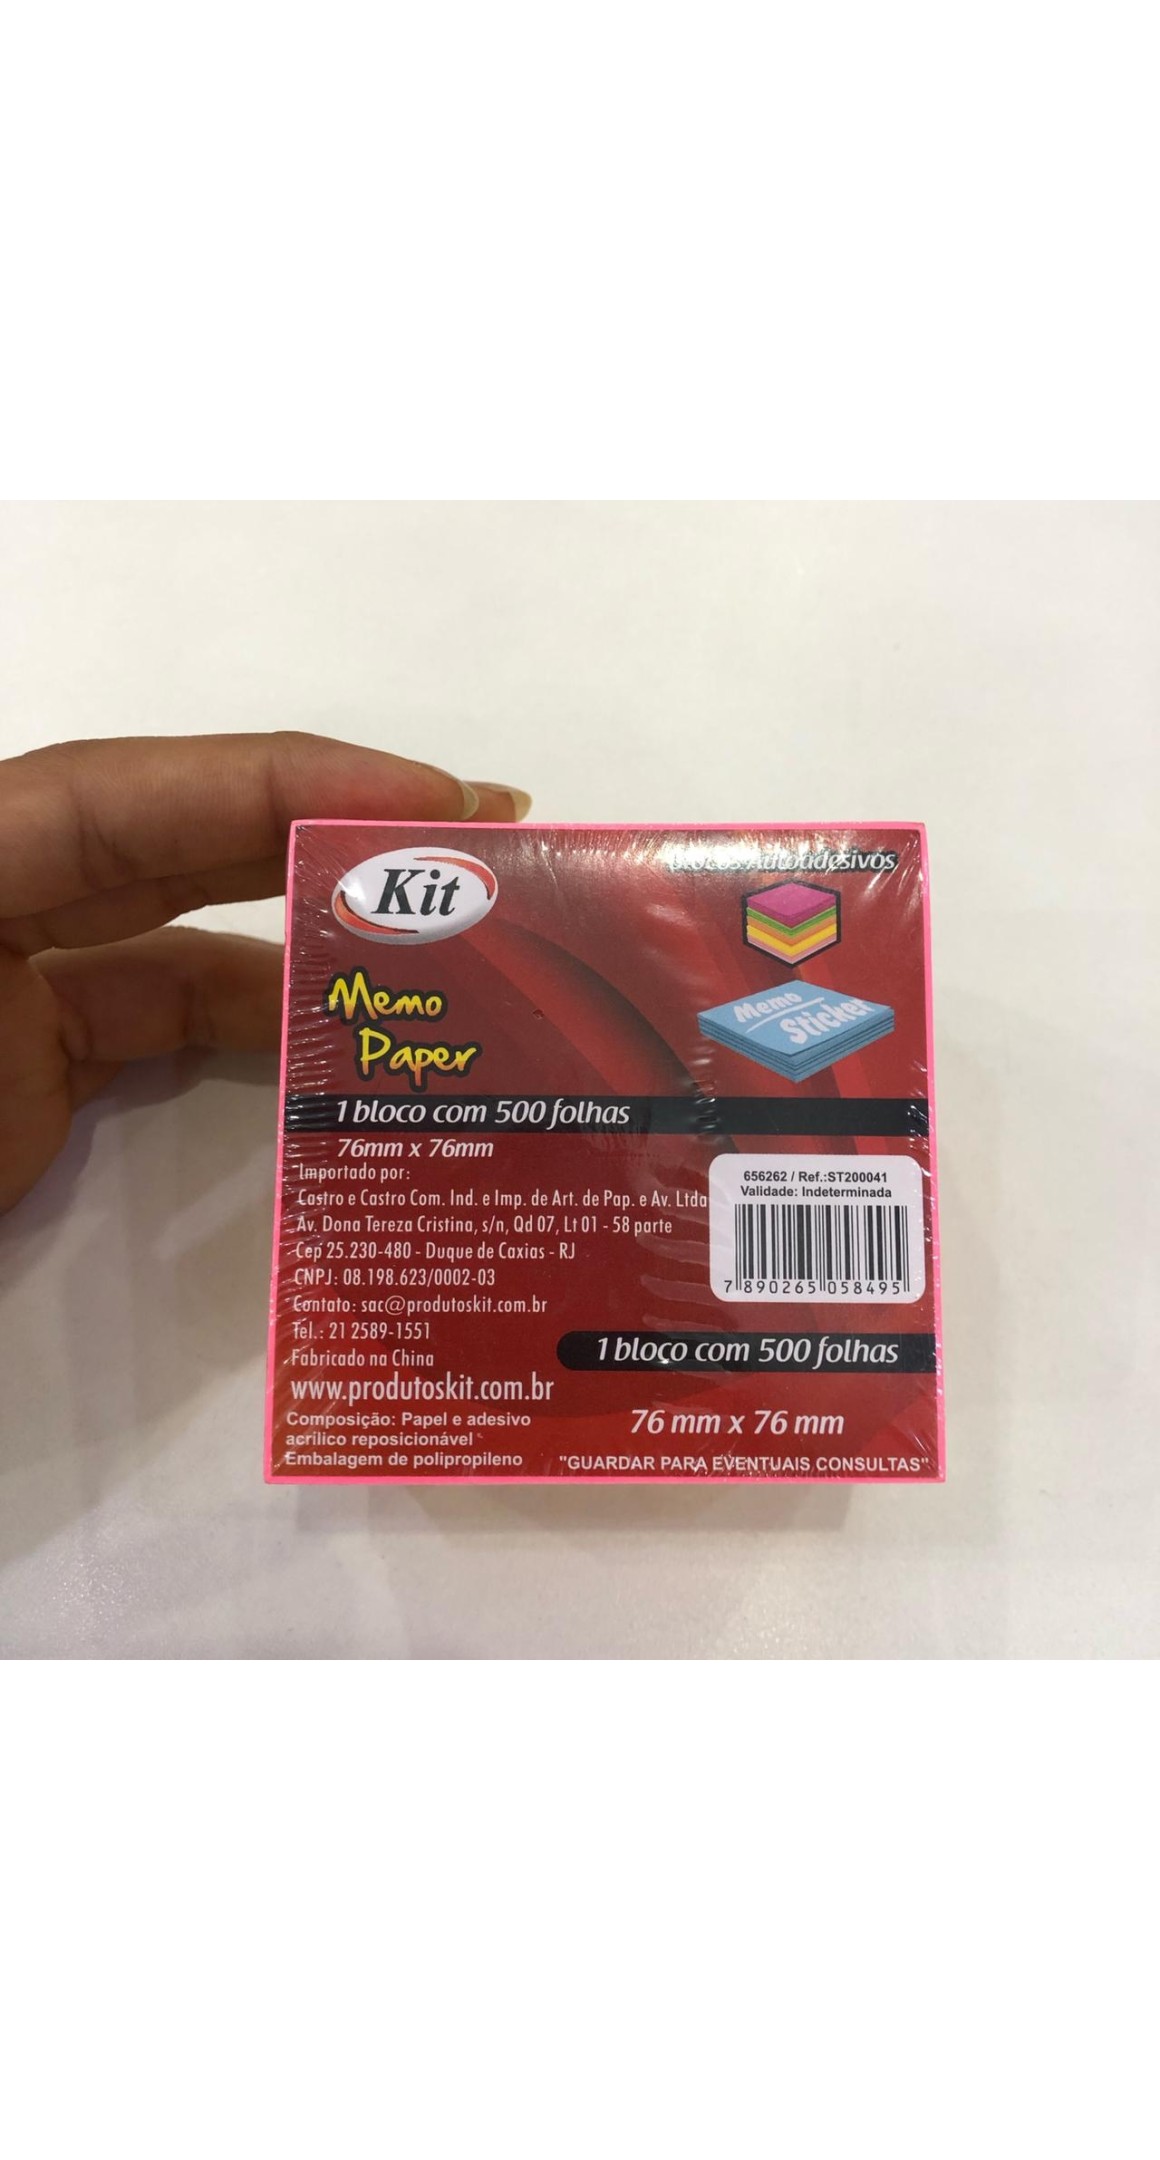 Kit
Blocos Autoadesivos
Memo
Paper
Memo
Sticker
1 bloco com 500 folhas
76mm x 76mm
Importado por:
Castro e Castro Com. Ind. e Imp. de Art. de Pap. e Av. Ltda
Av. Dona Tereza Cristina, s/n, Qd 07, Lt 01 - 58 parte
Cep 25.230-480 - Duque de Caxias - RJ
CNPJ: 08.198.623/0002-03
Contato: sac@produtoskit.com.br
Tel.: 21 2589-1551
Fabricado na China
www.produtoskit.com.br
Composição: Papel e adesivo
acrílico reposicionável
Embalagem de polipropileno
656262 / Ref.:ST200041
Validade: Indeterminada
7 890265 058495
1 bloco com 500 folhas
76 mm x 76 mm
"GUARDAR PARA EVENTUAIS CONSULTAS"